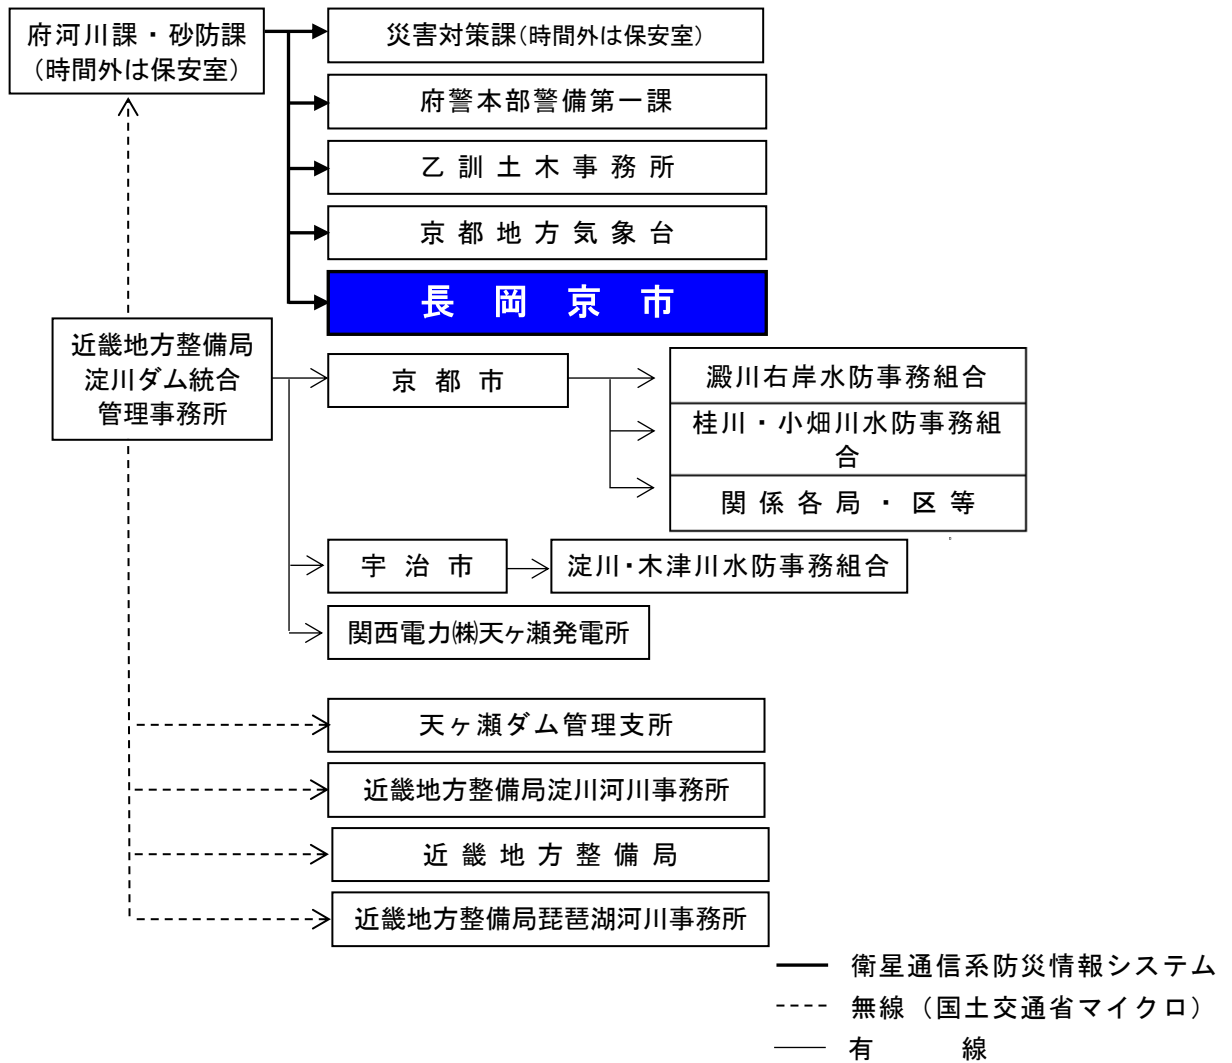 府河川課・砂防課
(時間外は保安室)
災害対策課(時間外は保安室)
府警本部警備第一課
乙訓土木事務所
京都地方気象台
長岡京市
近畿地方整備局
淀川ダム統合
管理事務所
京都市
澱川右岸水防事務組合
桂川・小畑川水防事務組
合
関係各局・区等
宇治市
淀川・木津川水防事務組合
関西電力㈱天ヶ瀬発電所
天ヶ瀬ダム管理支所
近畿地方整備局淀川河川事務所
近畿地方整備局
近畿地方整備局琵琶湖河川事務所
衛星通信系防災情報システム
無線（国土交通省マイクロ）
有線